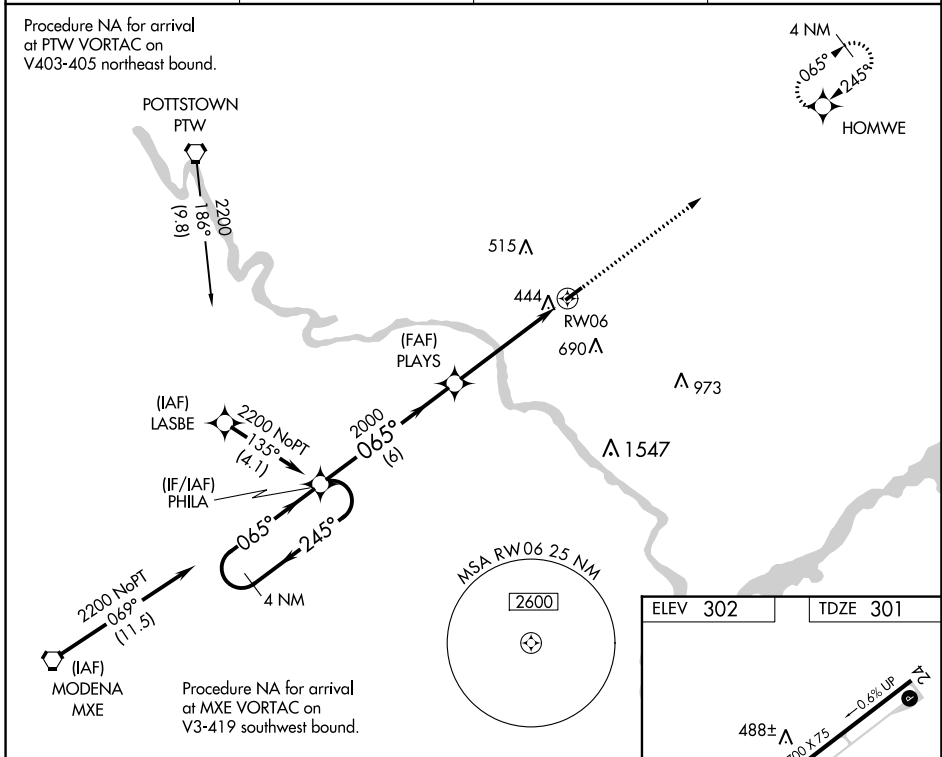 Procedure NA for arrival
at PTW VORTAC on
V403-405 northeast bound.
4 NM
065°
245°
HOMWE
POTTSTOWN
PTW
2200
186°
(9.8)
515
444
RW06
690
973
1547
(FAF)
PLAYS
(IAF)
LASBE
2200 NoPT
135°
(4.1)
2000
065°
(6)
(IF/IAF)
PHILA
065°
245°
4 NM
2200 NoPT
069°
(11.5)
(IAF)
MODENA
MXE
Procedure NA for arrival
at MXE VORTAC on
V3-419 southwest bound.
MSA RW06 25 NM
2600
ELEV 302
TDZE 301
24
0.6% UP
P
488±
700 X 75